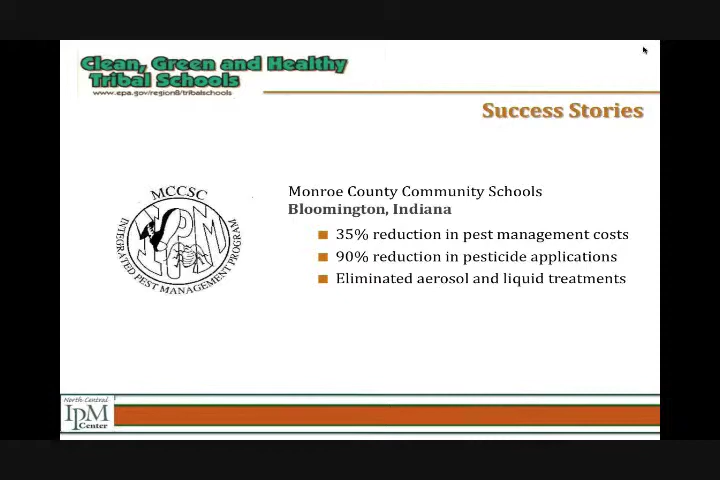 Clean, Green and Healthy
Tribal Schools
www.epa.gov/region8/tribalschools
Success Stories
MCCSC
IPM
INTEGRATED PEST MANAGEMENT PROGRAM
Monroe County Community Schools
Bloomington, Indiana
35% reduction in pest management costs
90% reduction in pesticide applications
Eliminated aerosol and liquid treatments
North Central
IPM
Center